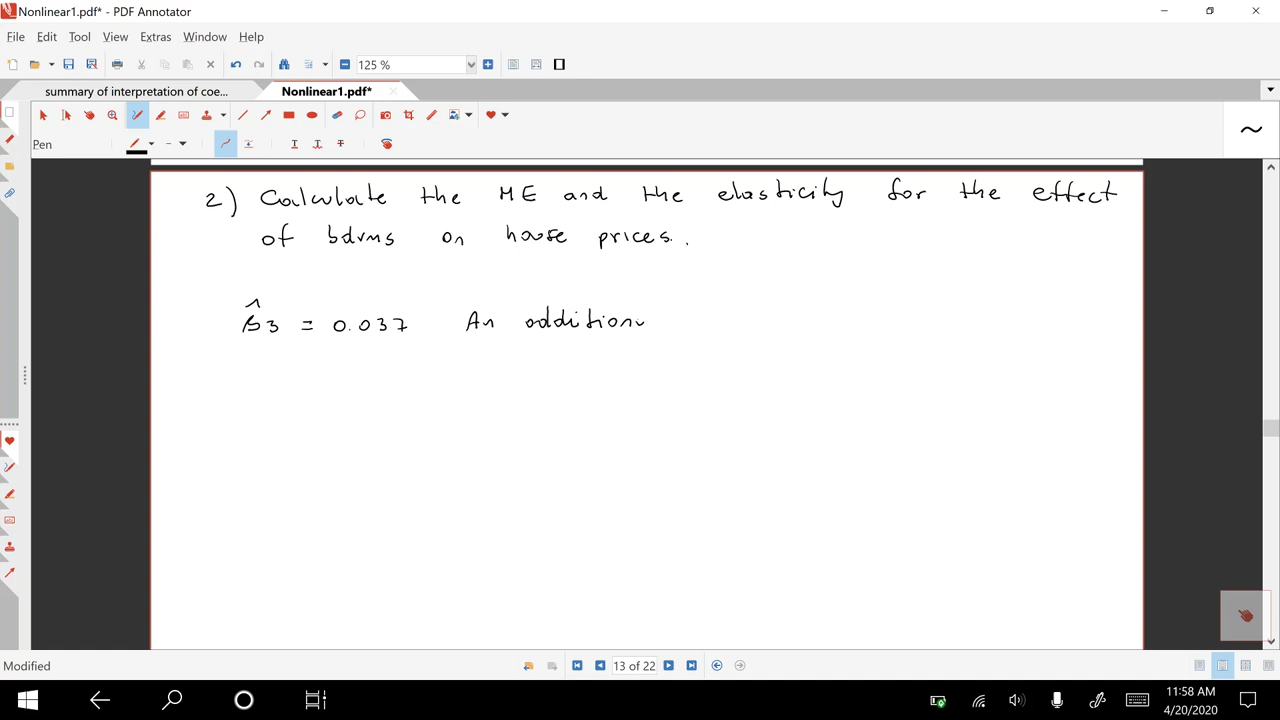 Nonlinear1.pdf* - PDF Annotator
File Edit Tool View Extras Window Help
125 %
summary of interpretation of coe... Nonlinear1.pdf*
Pen
2) Calculate the ME and the elasticity for the effect
of bdrms on house prices.
β̂3 = 0.037 An addition
Modified
13 of 22
11:58 AM
4/20/2020